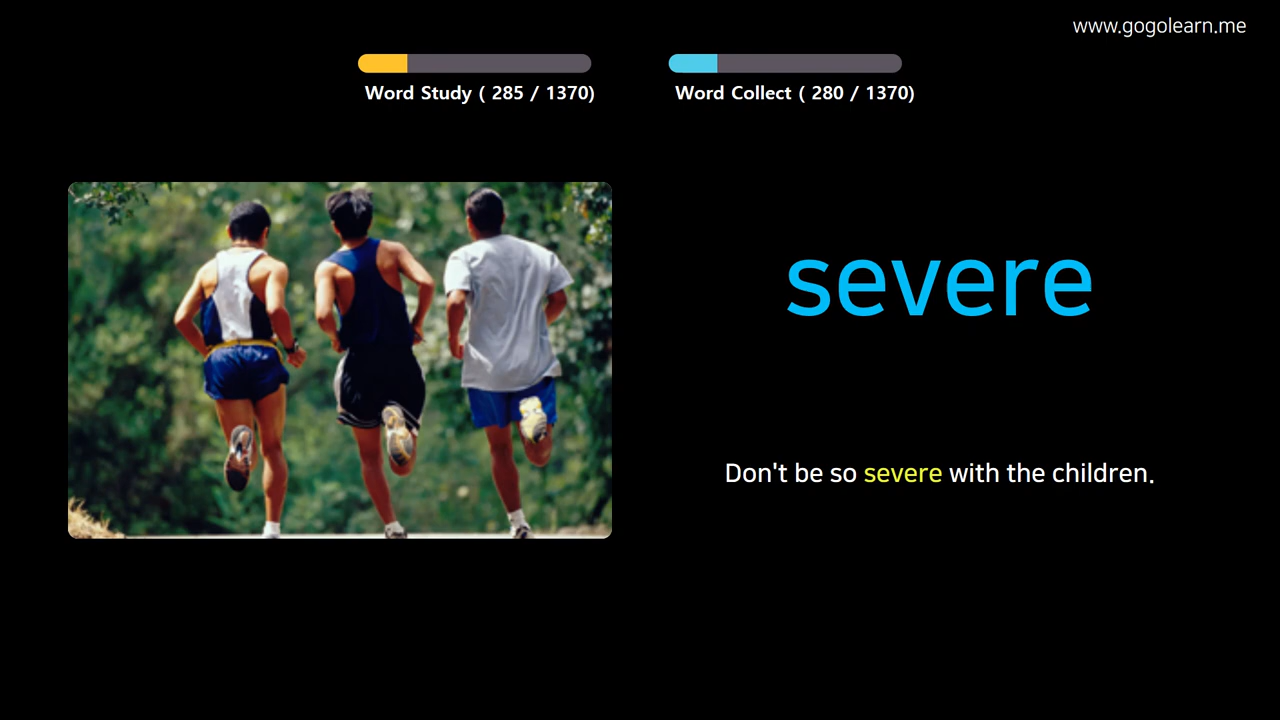 www.gogolearn.me
Word Study ( 285 / 1370)
Word Collect ( 280 / 1370)
severe
Don't be so severe with the children.